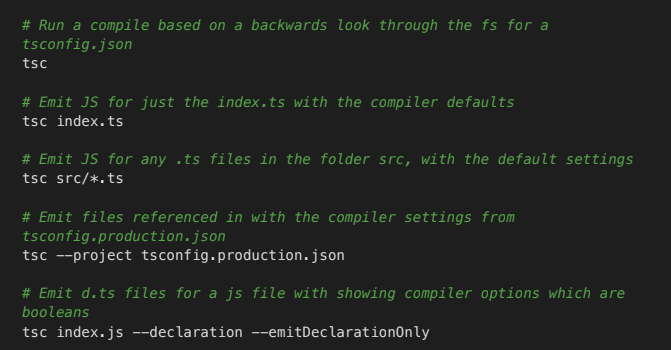 # Run a compile based on a backwards look through the fs for a
tsconfig.json
tsc
# Emit JS for just the index.ts with the compiler defaults
tsc index.ts
# Emit JS for any .ts files in the folder src, with the default settings
tsc src/*.ts
# Emit files referenced in with the compiler settings from
tsconfig.production.json
tsc --project tsconfig.production.json
# Emit d.ts files for a js file with showing compiler options which are
booleans
tsc index.js --declaration --emitDeclarationOnly